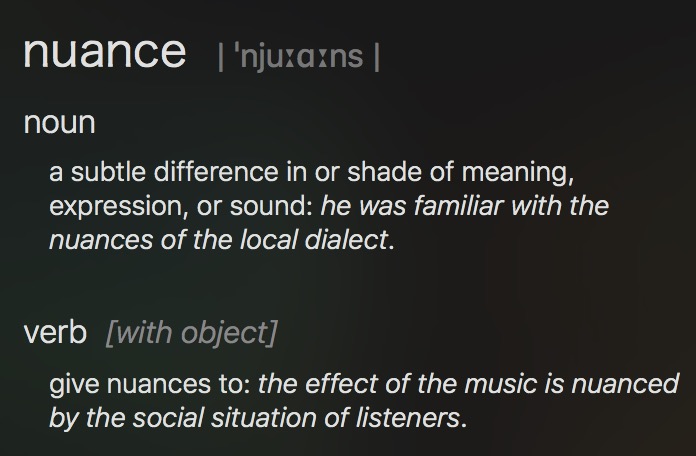 nuance | ˈnjuːɑːns |
noun
a subtle difference in or shade of meaning,
expression, or sound: he was familiar with the
nuances of the local dialect.
verb [with object]
give nuances to: the effect of the music is nuanced
by the social situation of listeners.